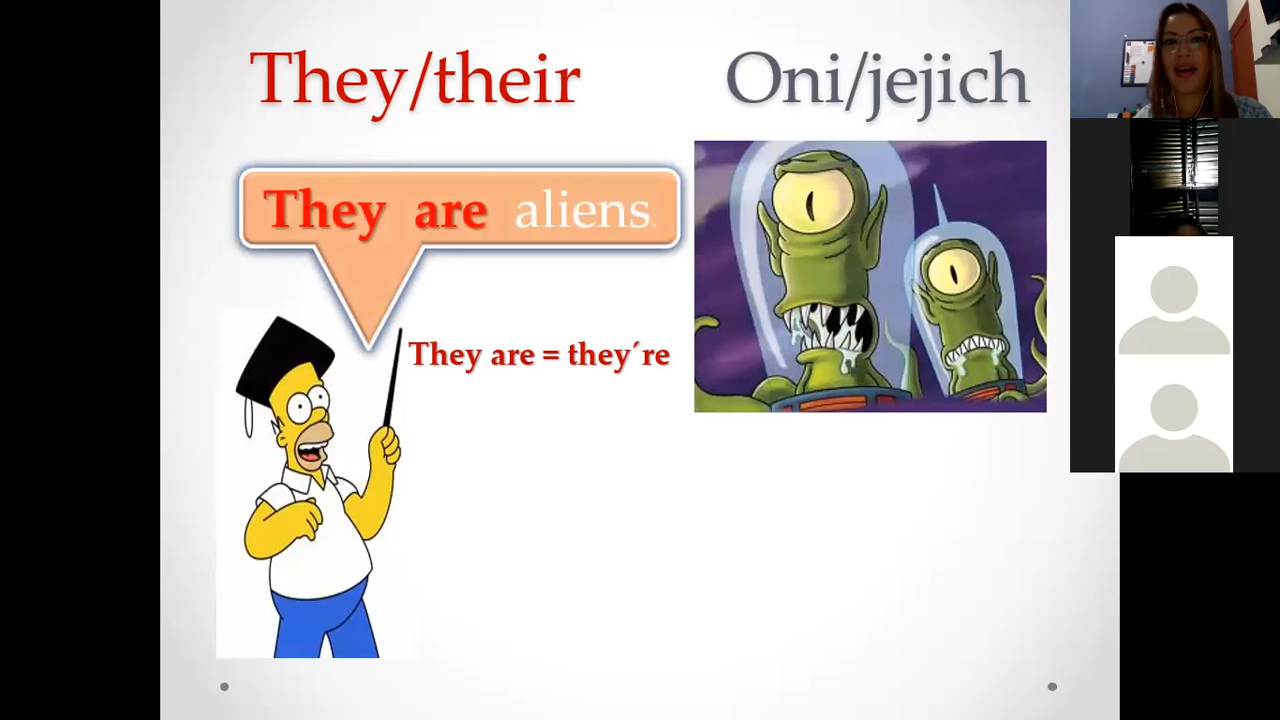 They/their
Oni/jejich
They are aliens.
They are = they´re